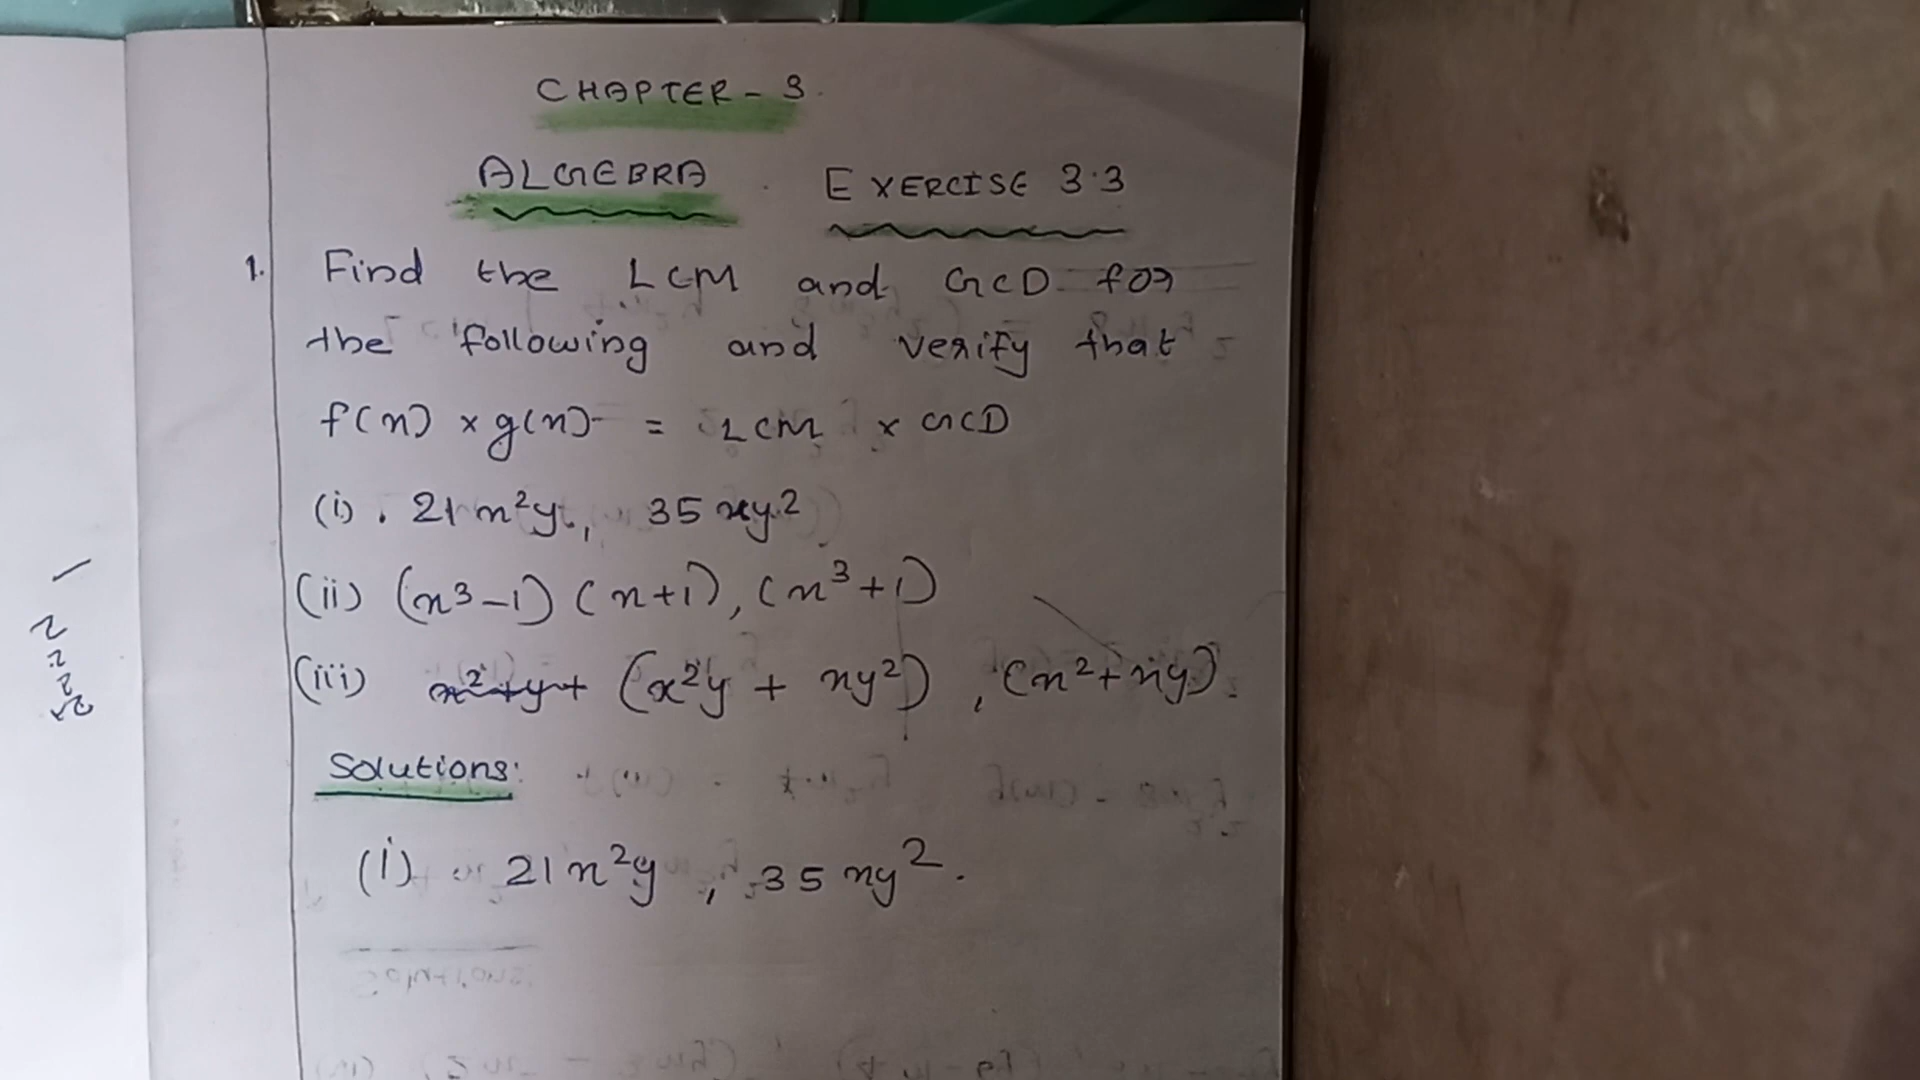 CHAPTER - 3.
ALGEBRA. EXERCISE 3.3
1. Find the LCM and GCD for
the following and verify that
f(x) × g(x) = LCM × GCD
(i). 21x²y, 35xy²
(ii) (x³-1) (x+1), (x³+1)
(iii) (x²y + xy²), (x²+xy).
Solutions:
(i) 21x²y, 35xy².